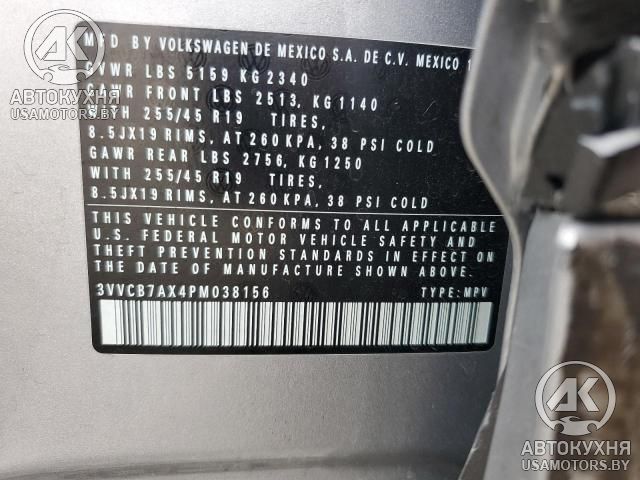 MFD BY VOLKSWAGEN DE MEXICO S.A. DE C.V. MEXICO
GVWR LBS 5159 KG 2340
GAWR FRONT LBS 2513, KG 1140
WITH 255/45 R19 TIRES,
8.5JX19 RIMS, AT 260 KPA, 38 PSI COLD
GAWR REAR LBS 2756, KG 1250
WITH 255/45 R19 TIRES,
8.5JX19 RIMS, AT 260 KPA, 38 PSI COLD
THIS VEHICLE CONFORMS TO ALL APPLICABLE
U.S. FEDERAL MOTOR VEHICLE SAFETY AND
THEFT PREVENTION STANDARDS IN EFFECT ON
THE DATE OF MANUFACTURE SHOWN ABOVE.
3VVCB7AX4PM038156 TYPE: MPV
АК
АВТОКУХНЯ
USAMOTORS.BY
АК
АВТОКУХНЯ
USAMOTORS.BY